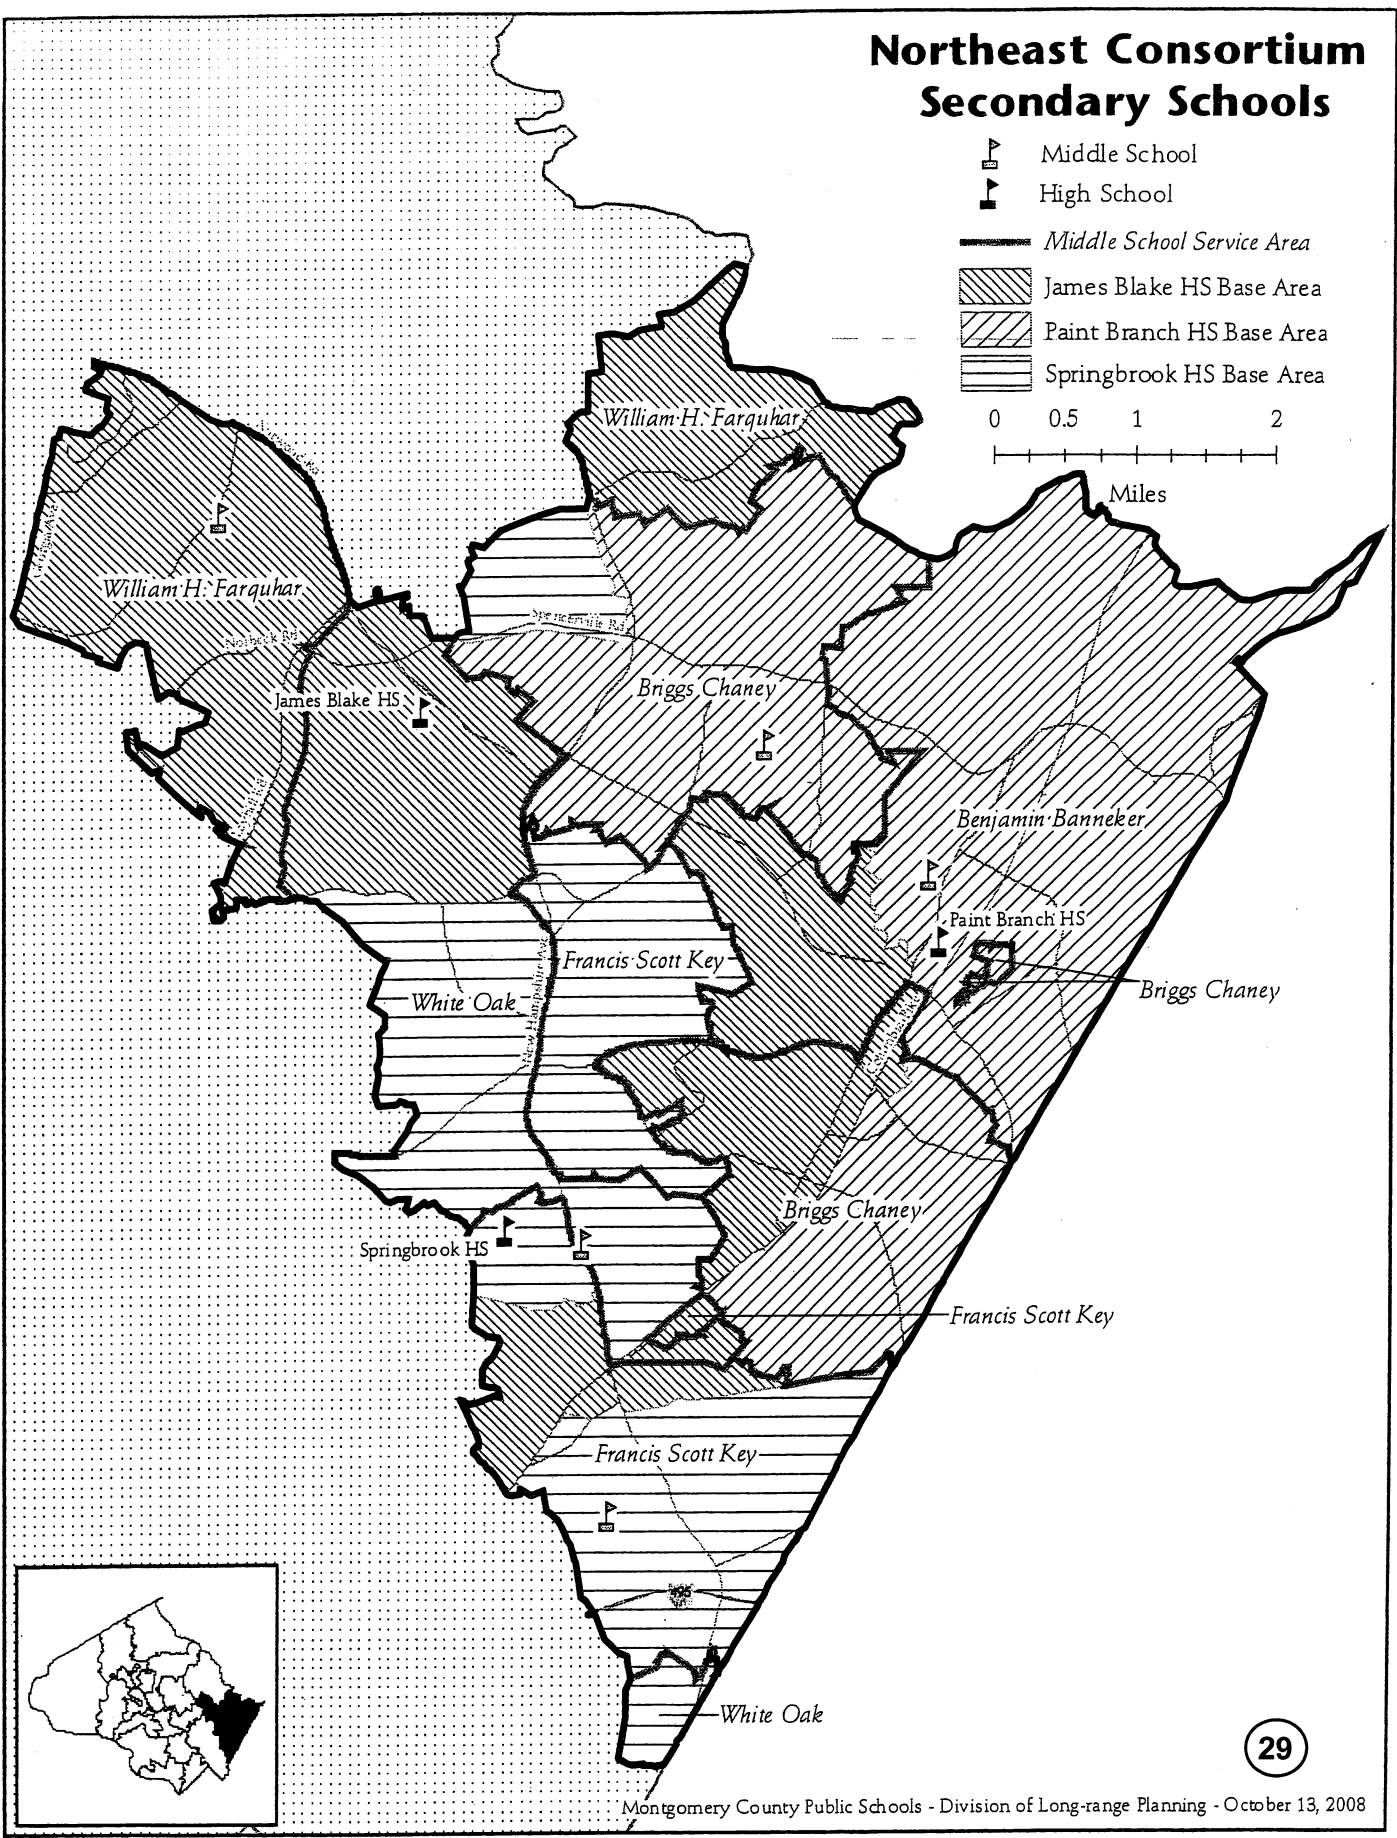 Northeast Consortium
Secondary Schools
Middle School
High School
Middle School Service Area
James Blake HS Base Area
Paint Branch HS Base Area
Springbrook HS Base Area
0 0.5 1 2
Miles
William H. Farquhar
William H. Farquhar
Norbeck Rd
Spencerville Rd
James Blake HS
Briggs Chaney
Benjamin Banneker
Paint Branch HS
Francis Scott Key
Briggs Chaney
White Oak
Briggs Chaney
Springbrook HS
Francis Scott Key
Francis Scott Key
495
White Oak
29
Montgomery County Public Schools - Division of Long-range Planning - October 13, 2008